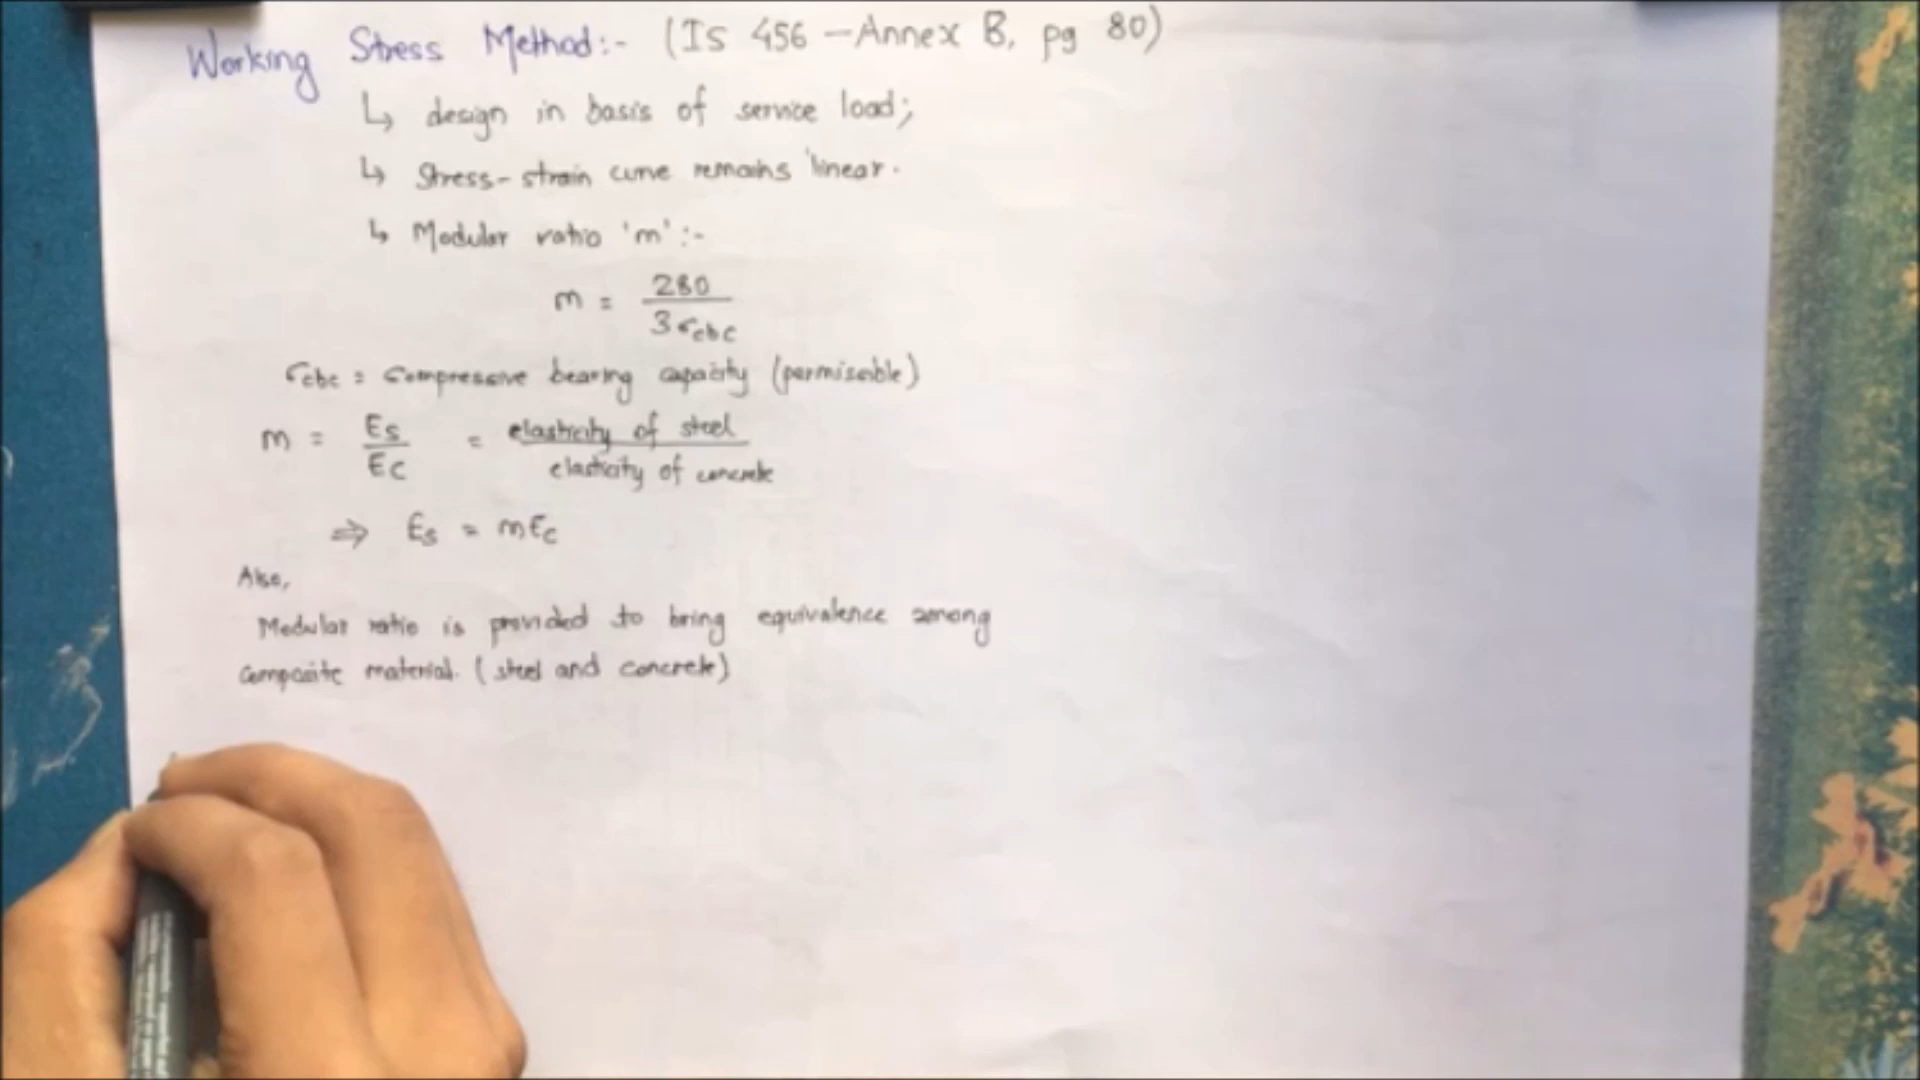 Working Stress Method:- (Is 456 - Annex B, pg 80)
↳ design in basis of service load;
↳ Stress-strain curve remains linear.
↳ Modular ratio 'm' :-
m = 280 / 3σcbc
σcbc = Compressive bearing capacity (permissible)
m = Es / Ec = elasticity of steel / elasticity of concrete
⇒ Es = mEc
Also,
Modular ratio is provided to bring equivalence among
composite material. (steel and concrete)